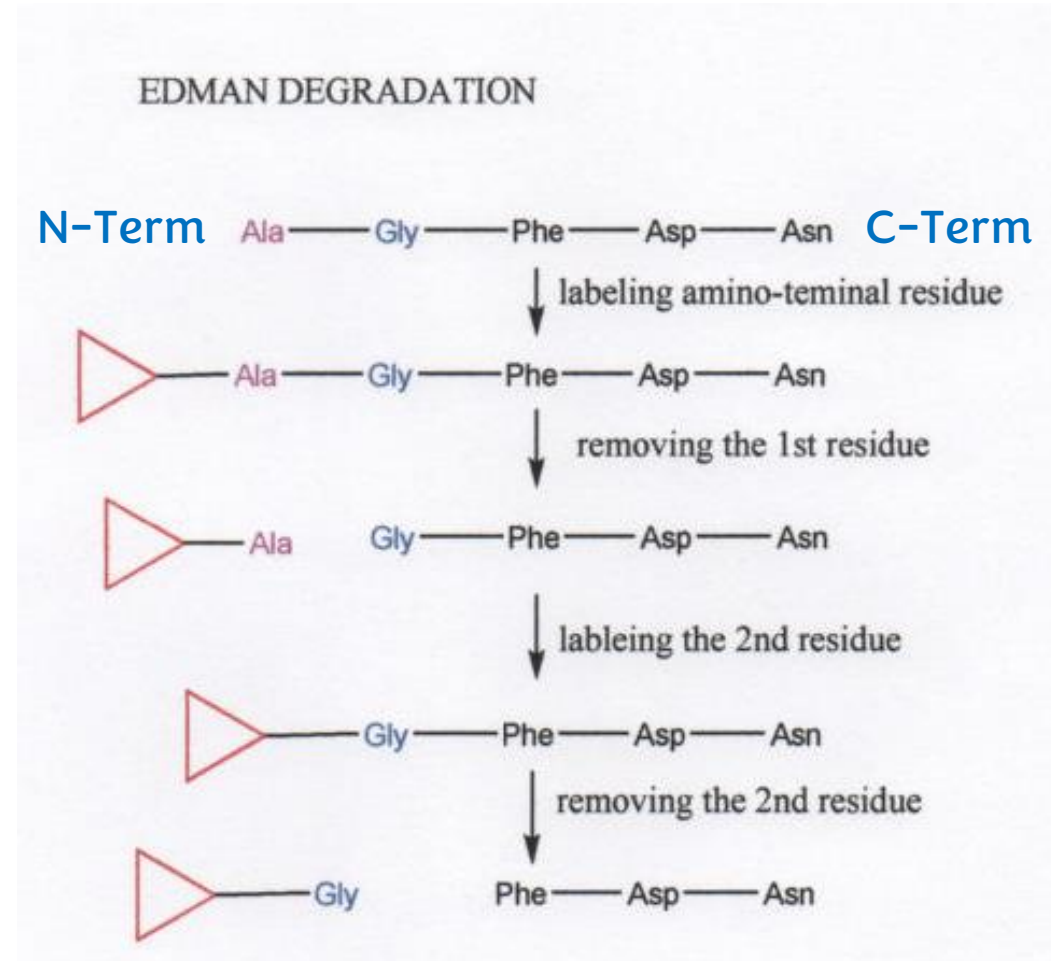 EDMAN DEGRADATION
N-Term Ala Gly Phe Asp Asn C-Term
labeling amino-teminal residue
Ala Gly Phe Asp Asn
removing the 1st residue
Ala Gly Phe Asp Asn
lableing the 2nd residue
Gly Phe Asp Asn
removing the 2nd residue
Gly Phe Asp Asn